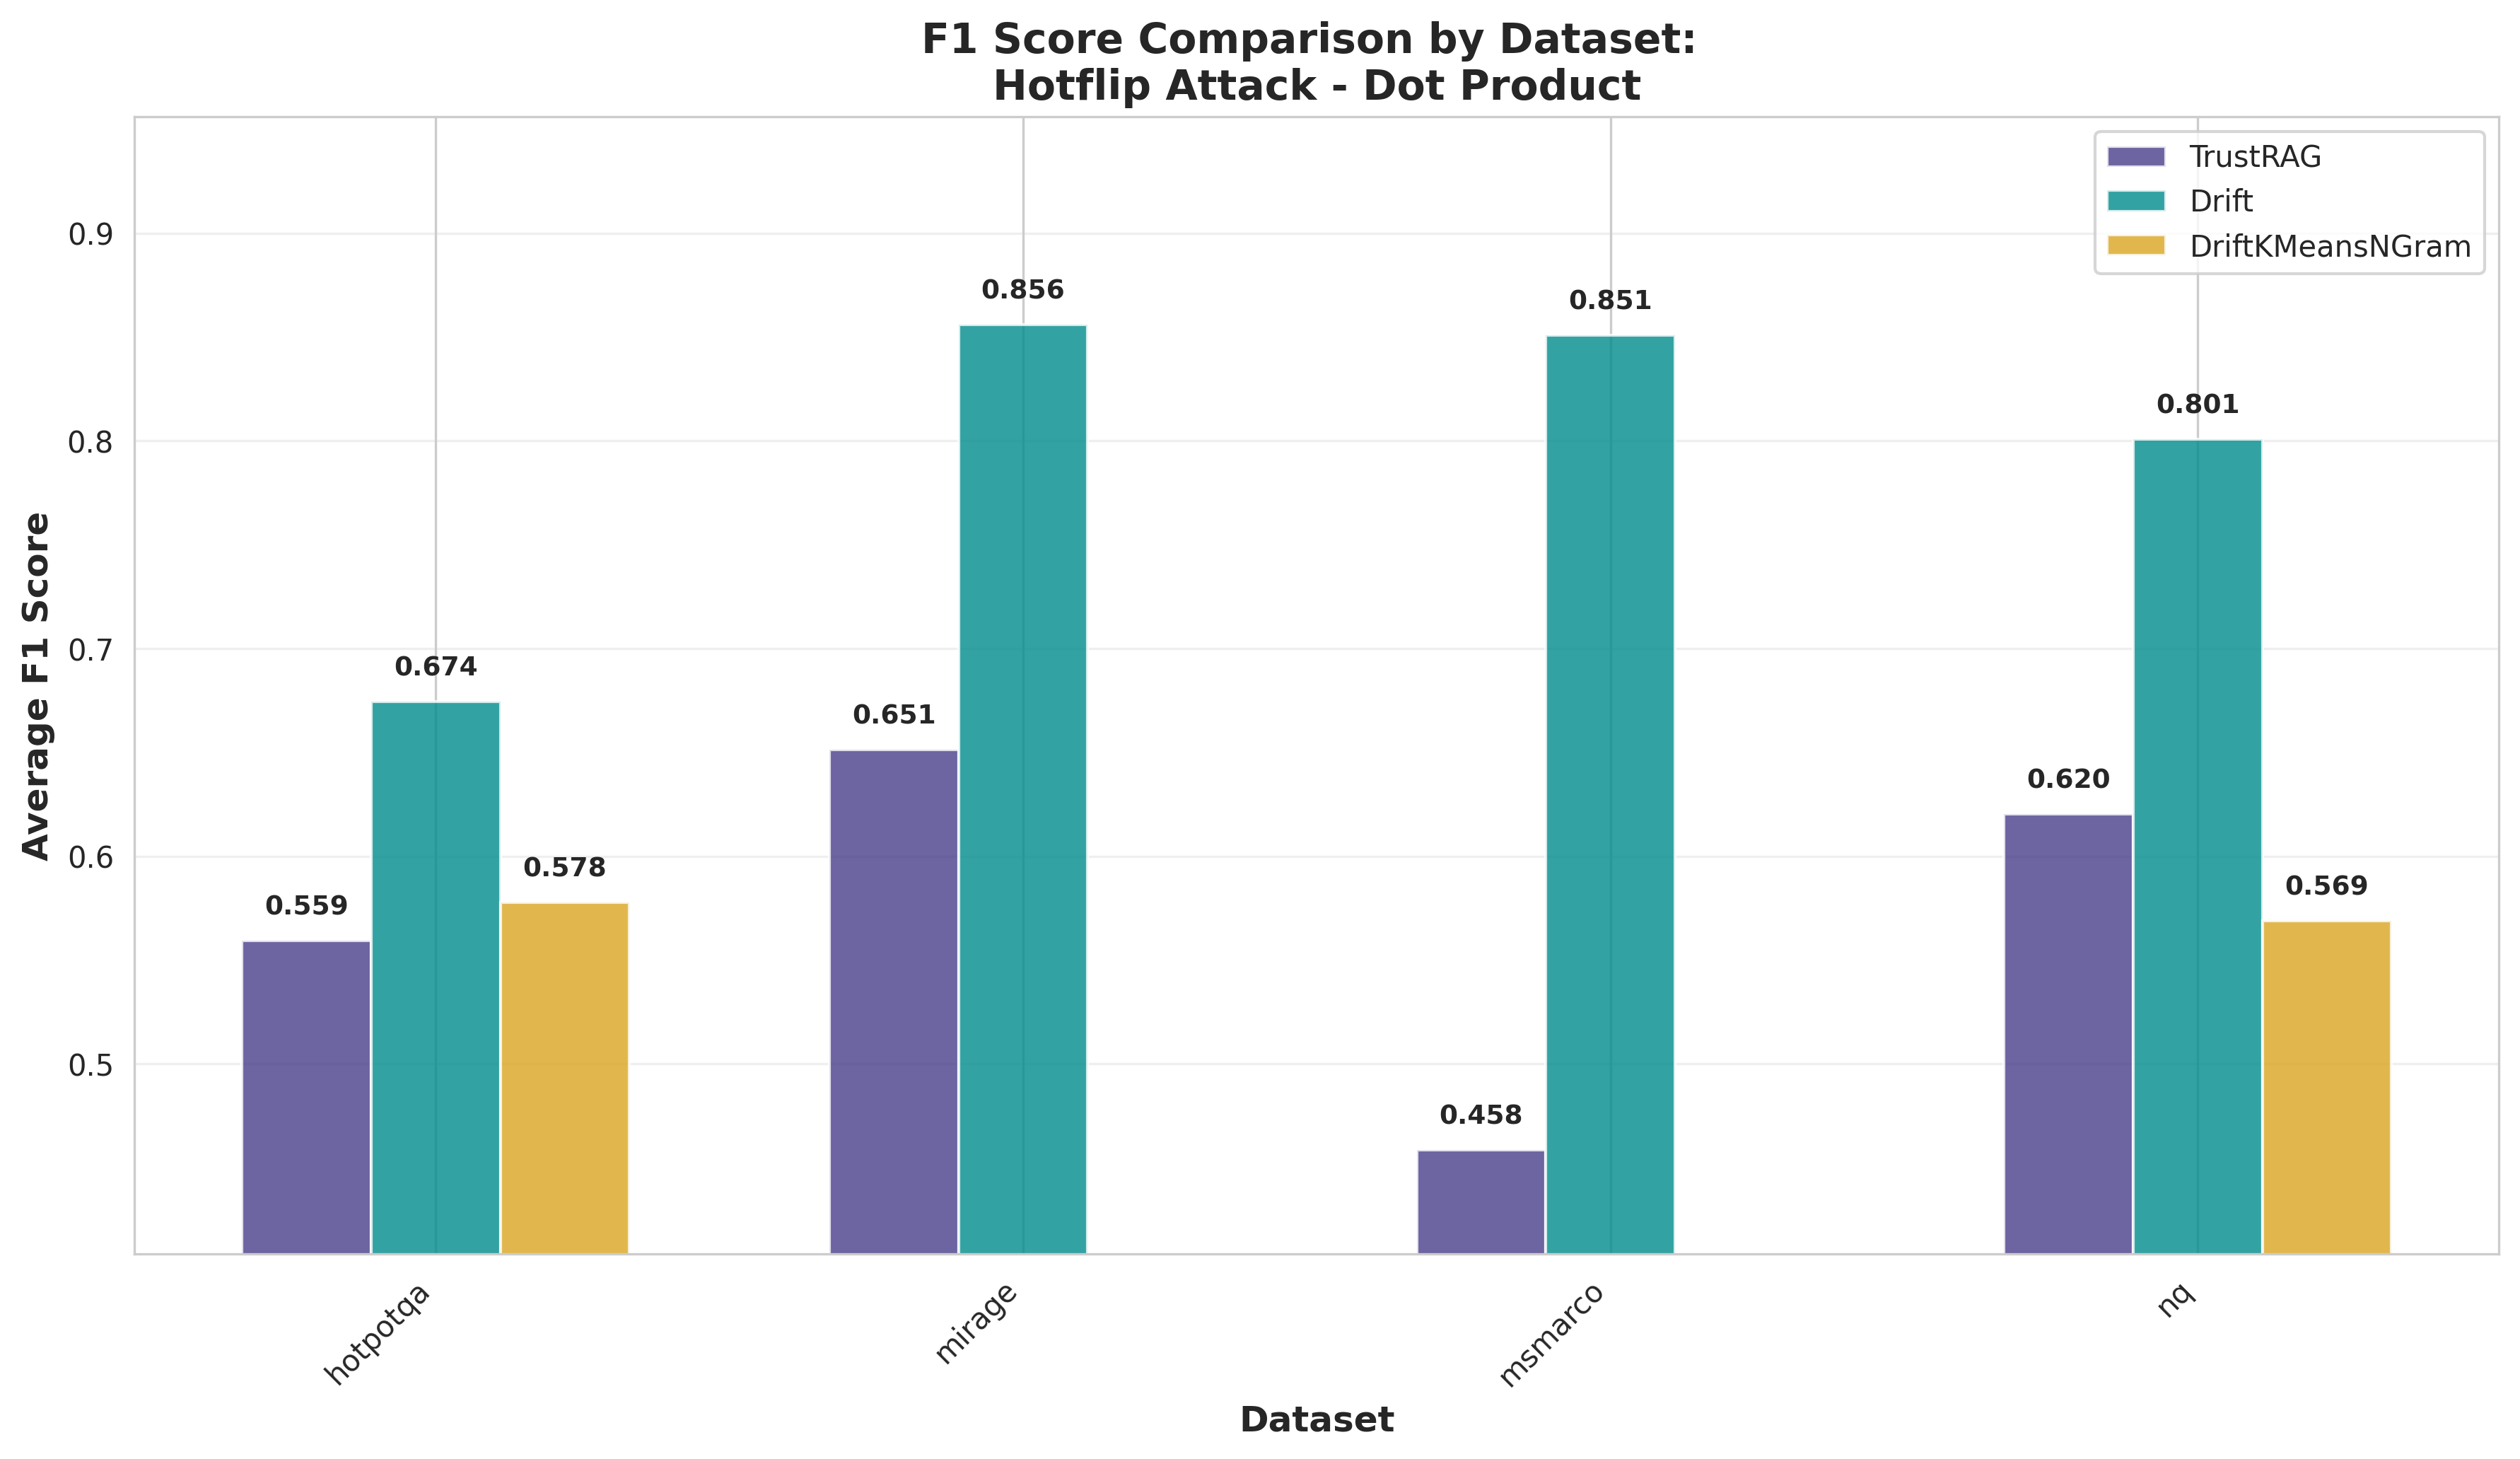 F1 Score Comparison by Dataset:
Hotflip Attack - Dot Product
TrustRAG
Drift
DriftKMeansNGram
Average F1 Score
0.9
0.8
0.7
0.6
0.5
0.559
0.674
0.578
0.651
0.856
0.458
0.851
0.620
0.801
0.569
hotpotqa
mirage
msmarco
nq
Dataset